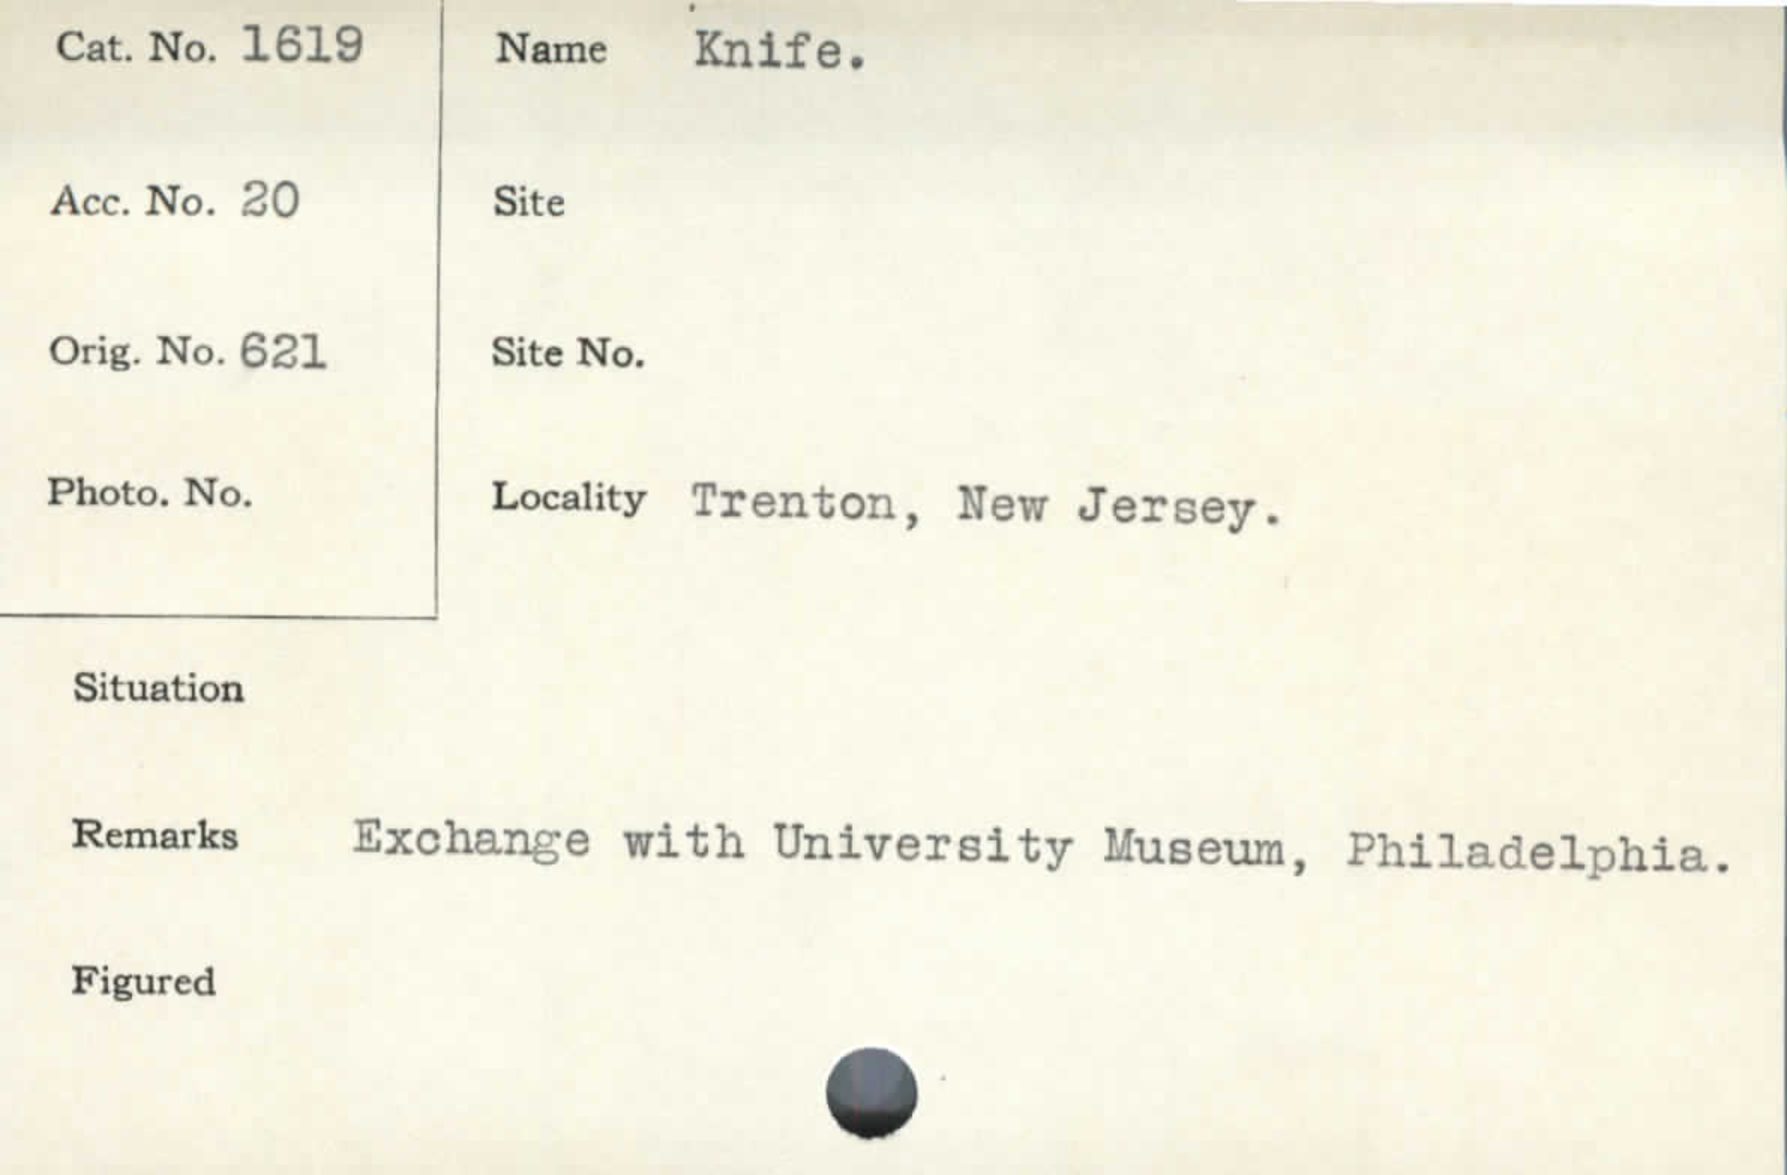 Cat. No. 1619
Name Knife.
Acc. No. 20
Site
Orig. No. 621
Site No.
Photo. No.
Locality Trenton, New Jersey.
Situation
Remarks Exchange with University Museum, Philadelphia.
Figured